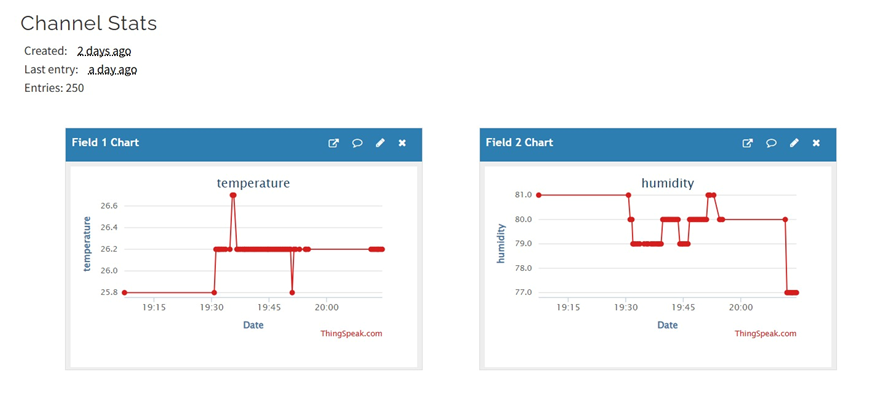 Channel Stats
Created: 2 days ago
Last entry: a day ago
Entries: 250
Field 1 Chart
temperature
temperature
26.6
26.4
26.2
26.0
25.8
19:15 19:30 19:45 20:00
Date
ThingSpeak.com
Field 2 Chart
humidity
humidity
81.0
80.0
79.0
78.0
77.0
19:15 19:30 19:45 20:00
Date
ThingSpeak.com